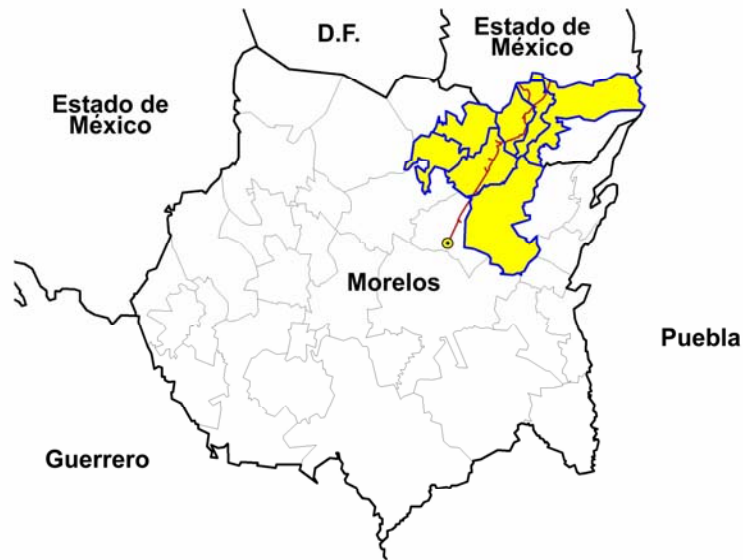 D.F.
Estado de
México
Estado de
México
Morelos
Puebla
Guerrero